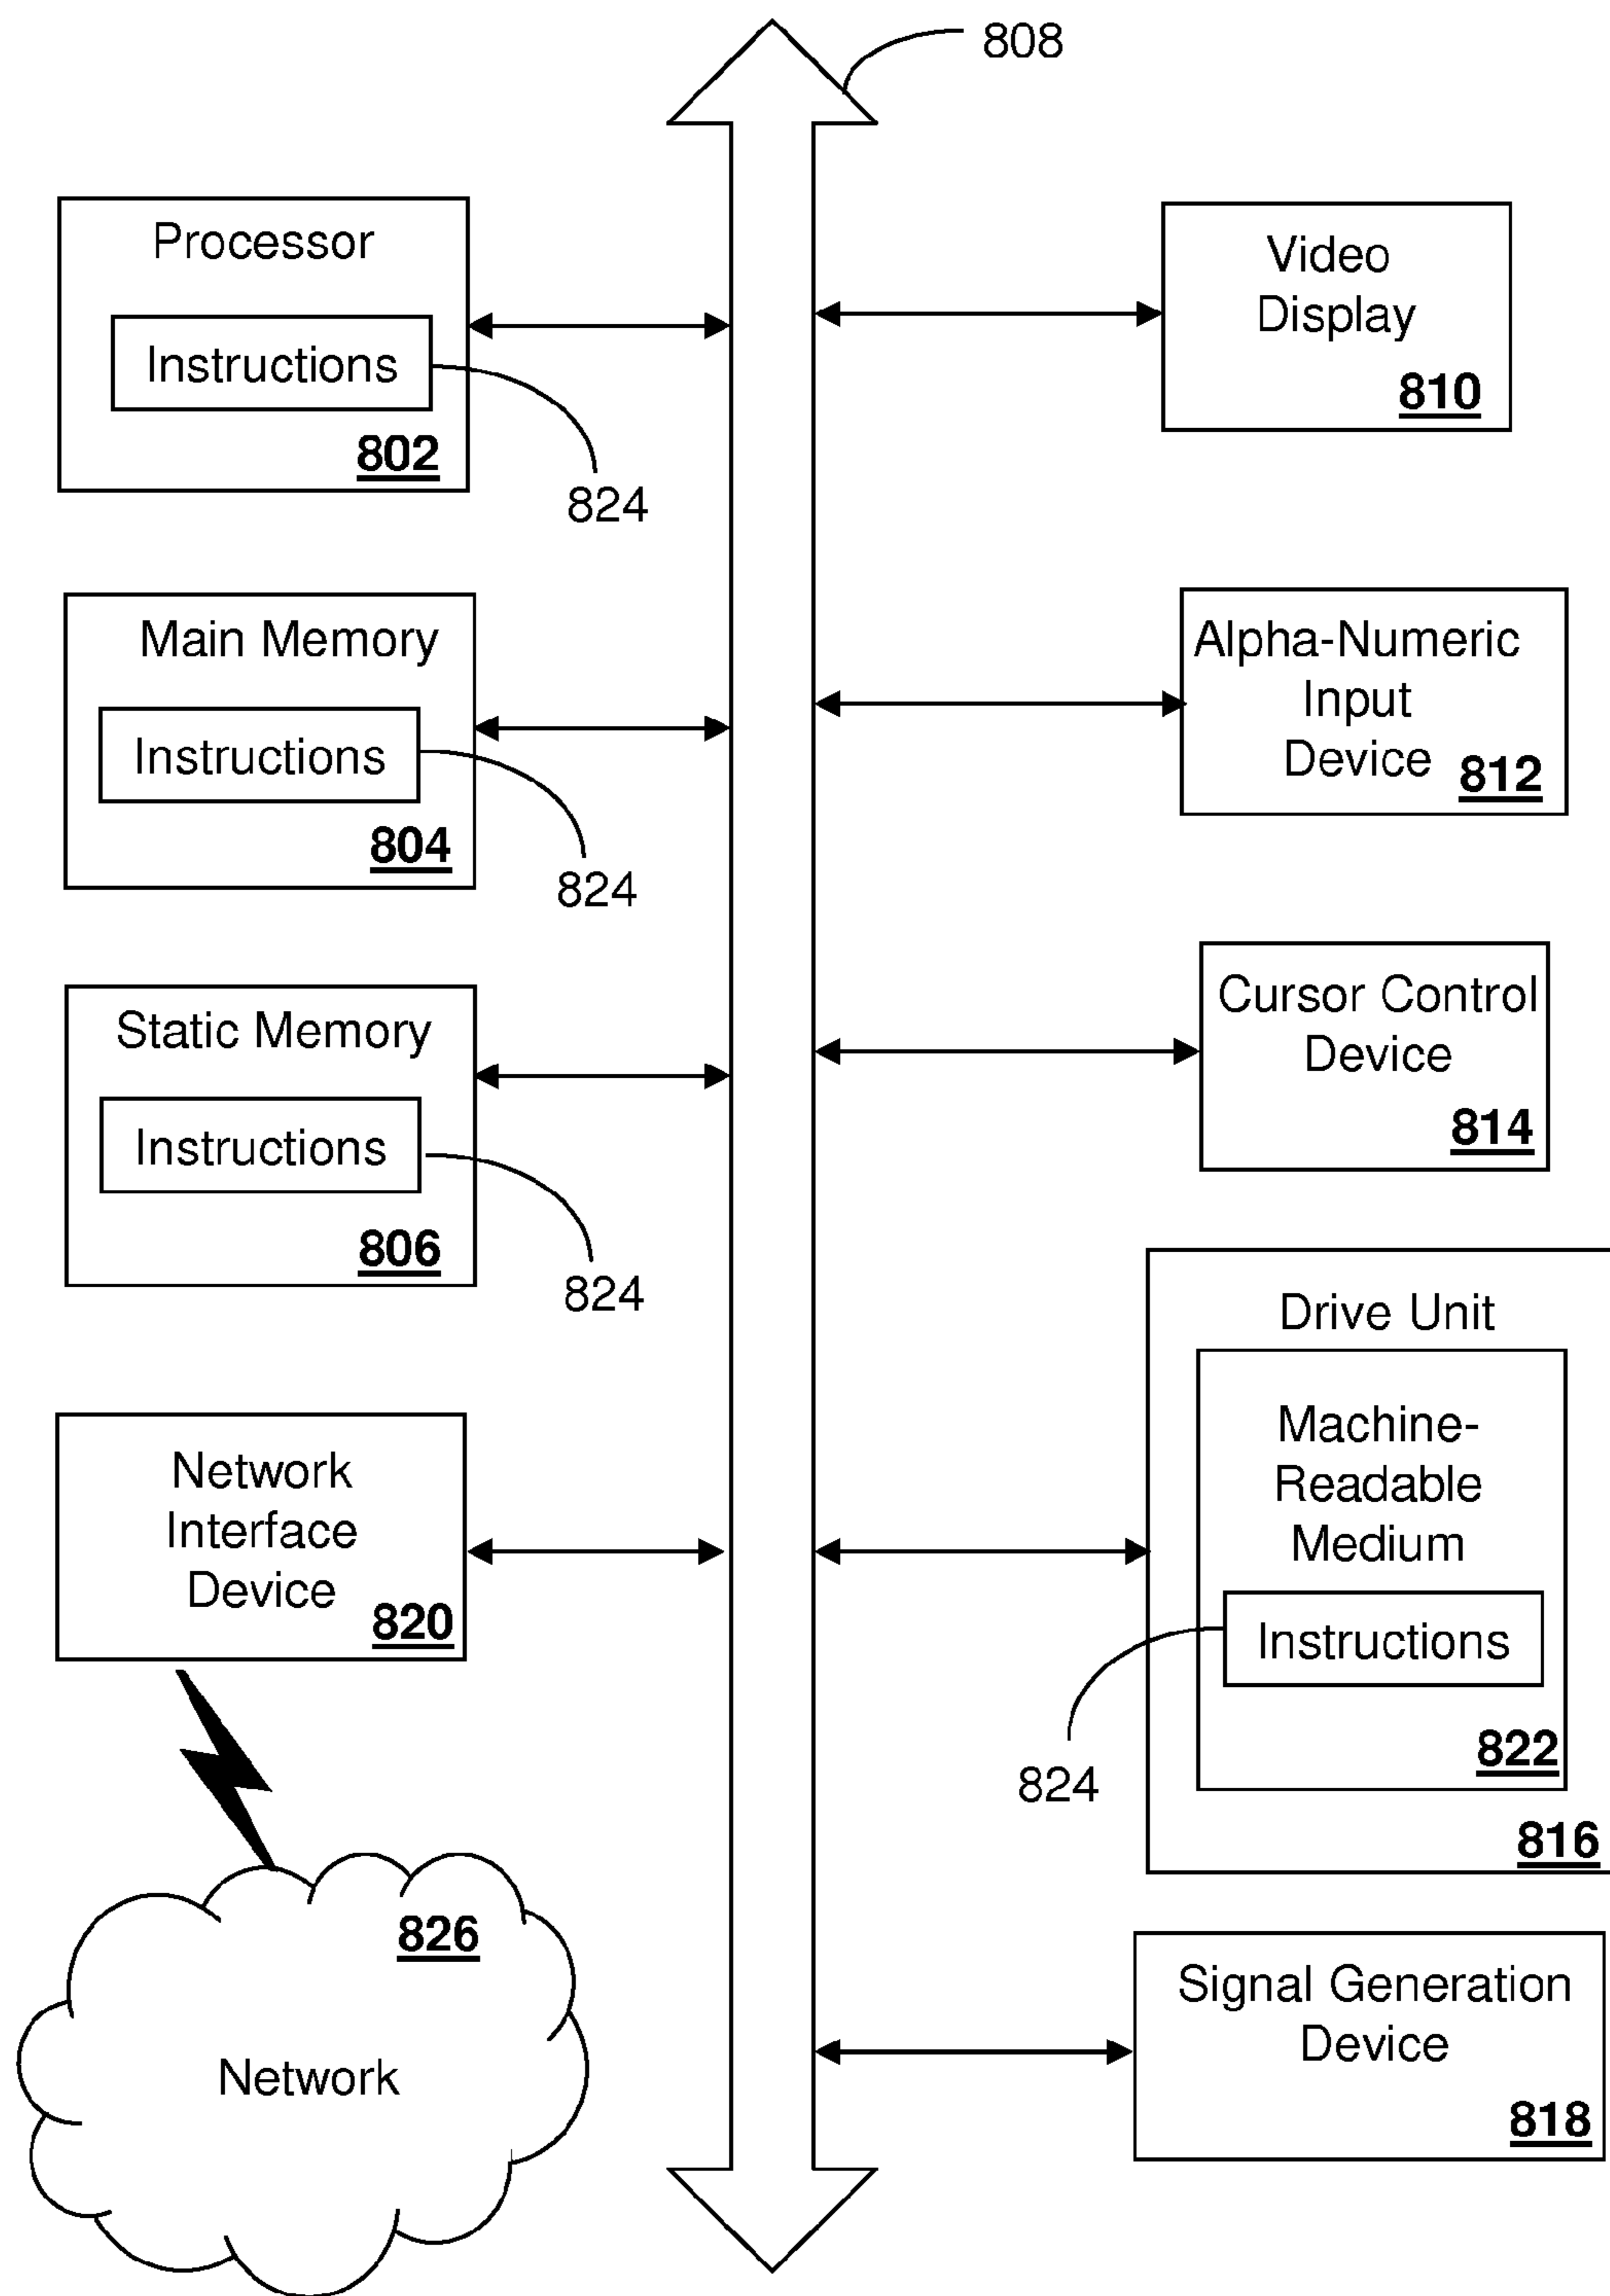 808
Processor
Instructions
802
824
Main Memory
Instructions
804
824
Static Memory
Instructions
806
824
Network
Interface
Device
820
826
Network
Video
Display
810
Alpha-Numeric
Input
Device
812
Cursor Control
Device
814
Drive Unit
Machine-
Readable
Medium
Instructions
822
824
816
Signal Generation
Device
818